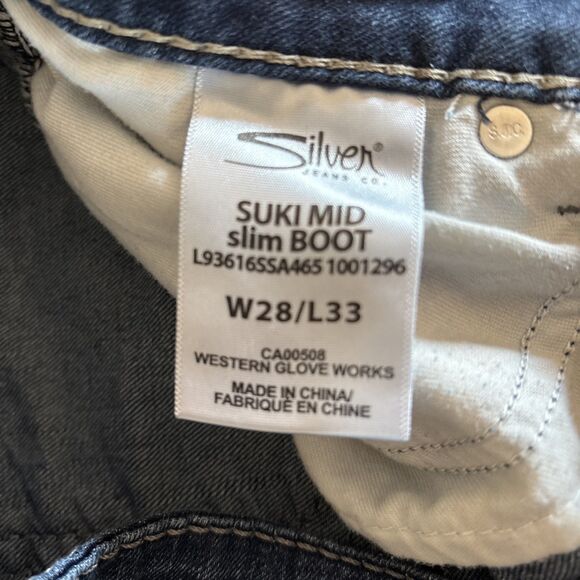 Silver®
JEANS CO.
SUKI MID
slim BOOT
L93616SSA465 1001296
W28/L33
CA00508
WESTERN GLOVE WORKS
MADE IN CHINA/
FABRIQUÉ EN CHINE
S.J.C.